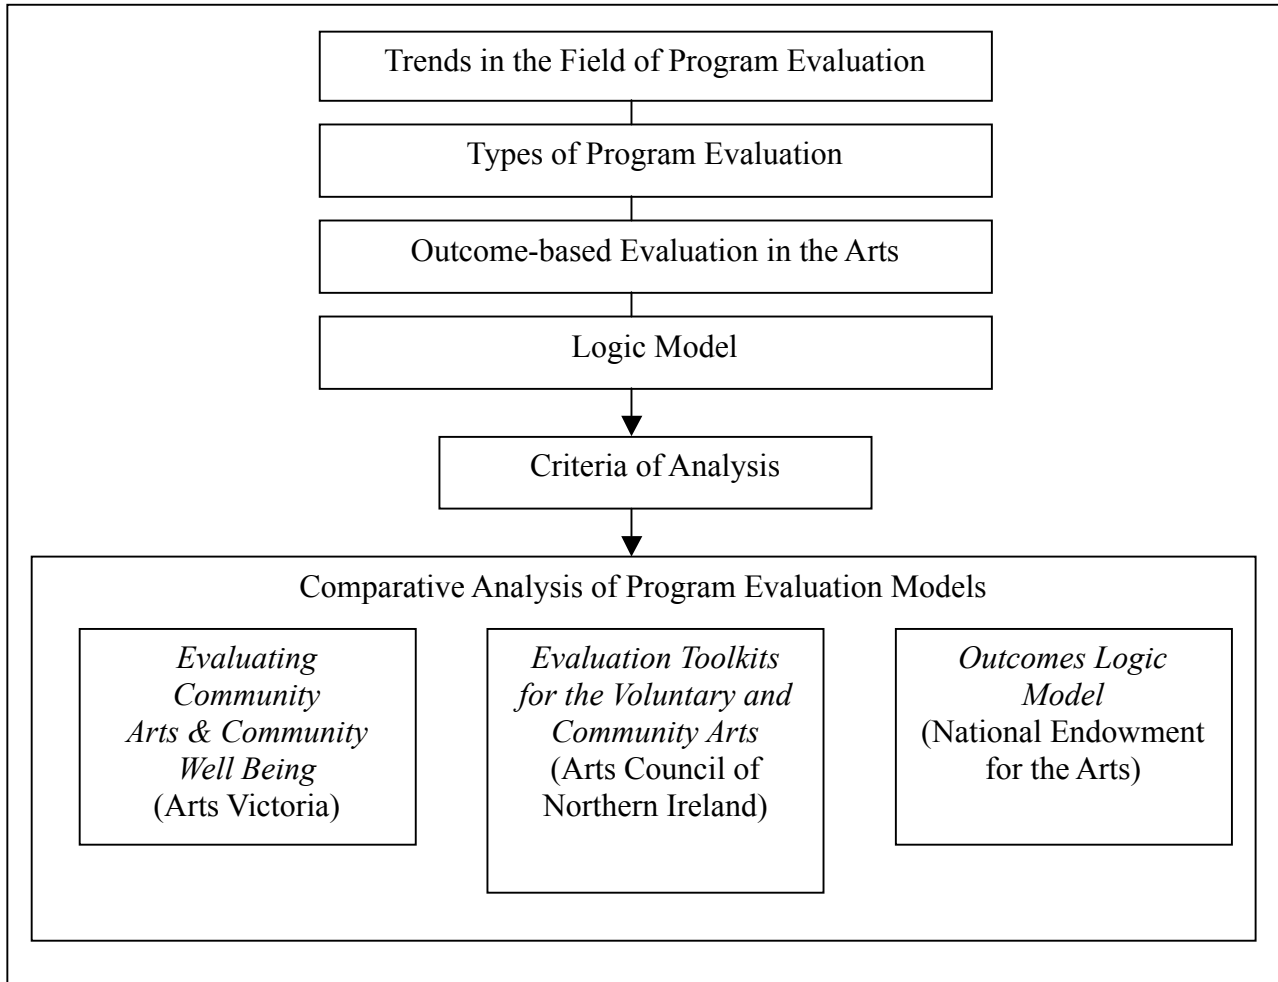 Trends in the Field of Program Evaluation
Types of Program Evaluation
Outcome-based Evaluation in the Arts
Logic Model
Criteria of Analysis
Comparative Analysis of Program Evaluation Models
Evaluating
Community
Arts & Community
Well Being
(Arts Victoria)
Evaluation Toolkits
for the Voluntary and
Community Arts
(Arts Council of
Northern Ireland)
Outcomes Logic
Model
(National Endowment
for the Arts)